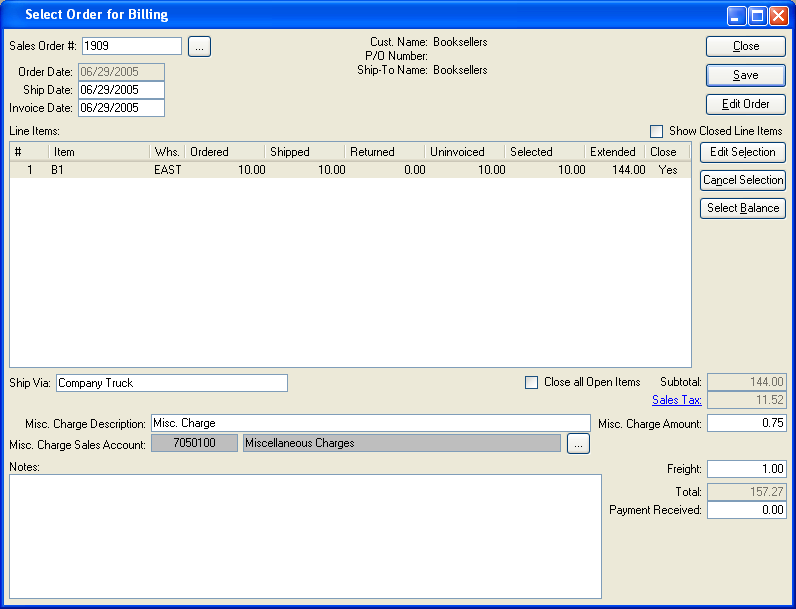 Select Order for Billing
Sales Order #: 1909 ...
Cust. Name: Booksellers
P/O Number:
Ship-To Name: Booksellers
Close
Order Date: 06/29/2005
Save
Ship Date: 06/29/2005
Invoice Date: 06/29/2005
Edit Order
Line Items:
Show Closed Line Items
# Item Whs. Ordered Shipped Returned Uninvoiced Selected Extended Close
1 B1 EAST 10.00 10.00 0.00 10.00 10.00 144.00 Yes
Edit Selection
Cancel Selection
Select Balance
Ship Via: Company Truck
Close all Open Items
Subtotal: 144.00
Sales Tax: 11.52
Misc. Charge Description: Misc. Charge
Misc. Charge Amount: 0.75
Misc. Charge Sales Account: 7050100 Miscellaneous Charges ...
Notes:
Freight: 1.00
Total: 157.27
Payment Received: 0.00